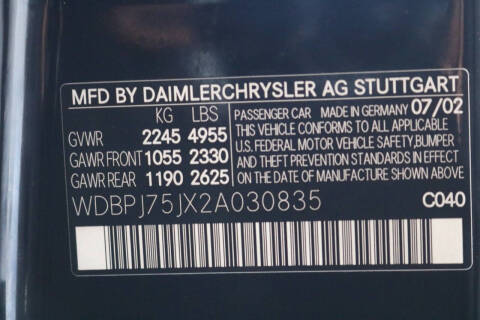 MFD BY DAIMLERCHRYSLER AG STUTTGART
KG LBS PASSENGER CAR MADE IN GERMANY 07/02
GVWR 2245 4955 THIS VEHICLE CONFORMS TO ALL APPLICABLE
U.S. FEDERAL MOTOR VEHICLE SAFETY,BUMPER
GAWR FRONT 1055 2330 AND THEFT PREVENTION STANDARDS IN EFFECT
GAWR REAR 1190 2625 ON THE DATE OF MANUFACTURE SHOWN ABOVE
WDBPJ75JX2A030835 C040